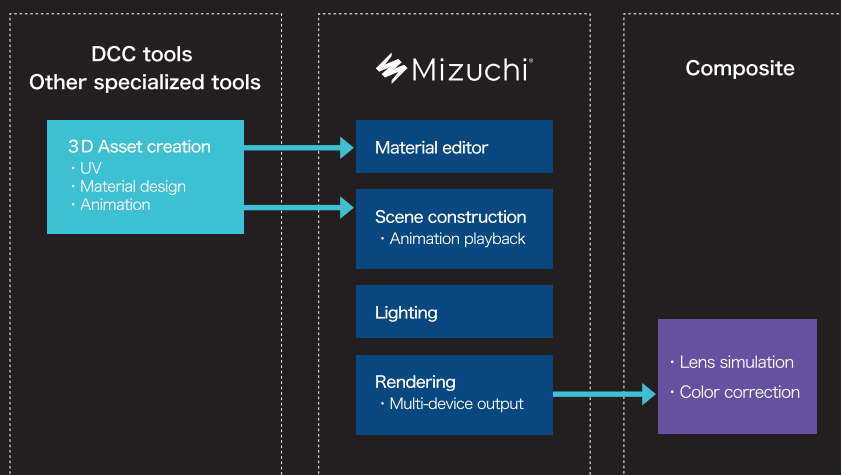 DCC tools
Other specialized tools
3D Asset creation
・UV
・Material design
・Animation
Mizuchi®
Material editor
Scene construction
・Animation playback
Lighting
Rendering
・Multi-device output
Composite
・Lens simulation
・Color correction